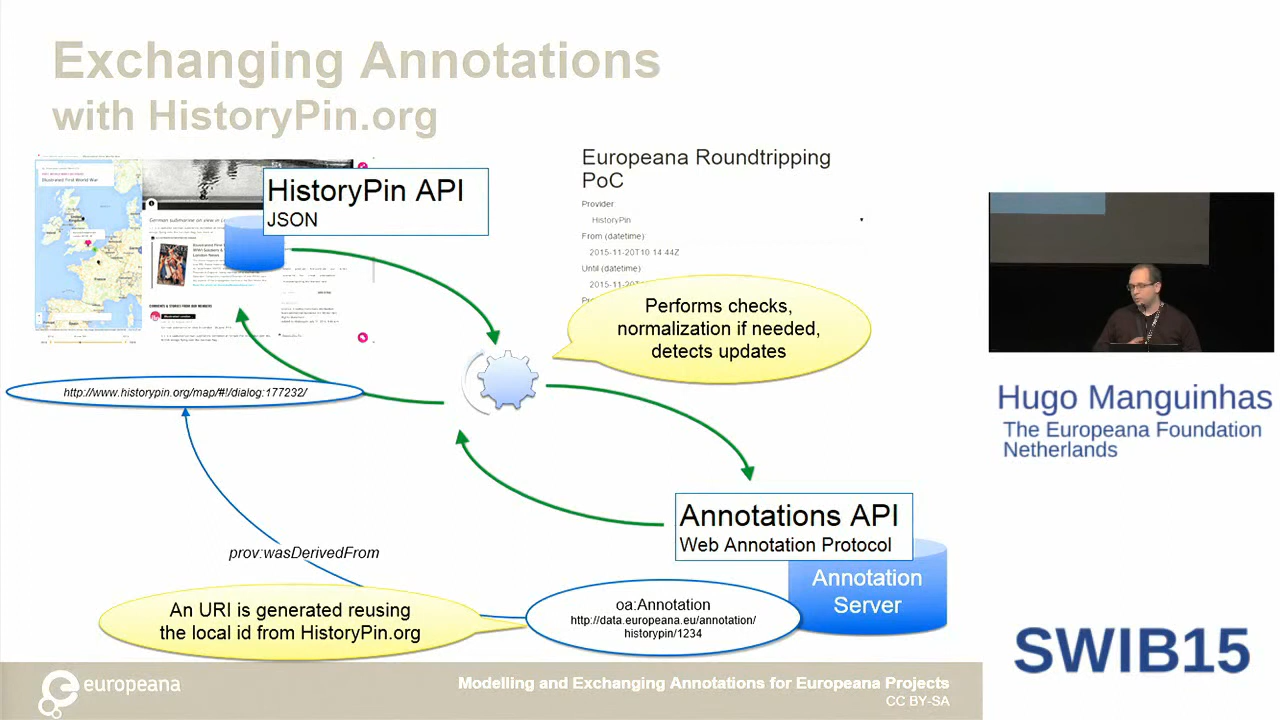 Exchanging Annotations
with HistoryPin.org
HistoryPin API
JSON
Europeana Roundtripping
PoC
Provider
HistoryPin
From (datetime)
2015-11-20T10:14:44Z
Until (datetime)
Performs checks,
normalization if needed,
detects updates
http://www.historypin.org/map/#!/dialog:177232/
Annotations API
Web Annotation Protocol
Annotation
Server
prov:wasDerivedFrom
An URI is generated reusing
the local id from HistoryPin.org
oa:Annotation
http://data.europeana.eu/annotation/
historypin/1234
europeana
Modelling and Exchanging Annotations for Europeana Projects
CC BY-SA
Hugo Manguinhas
The Europeana Foundation
Netherlands
SWIB15